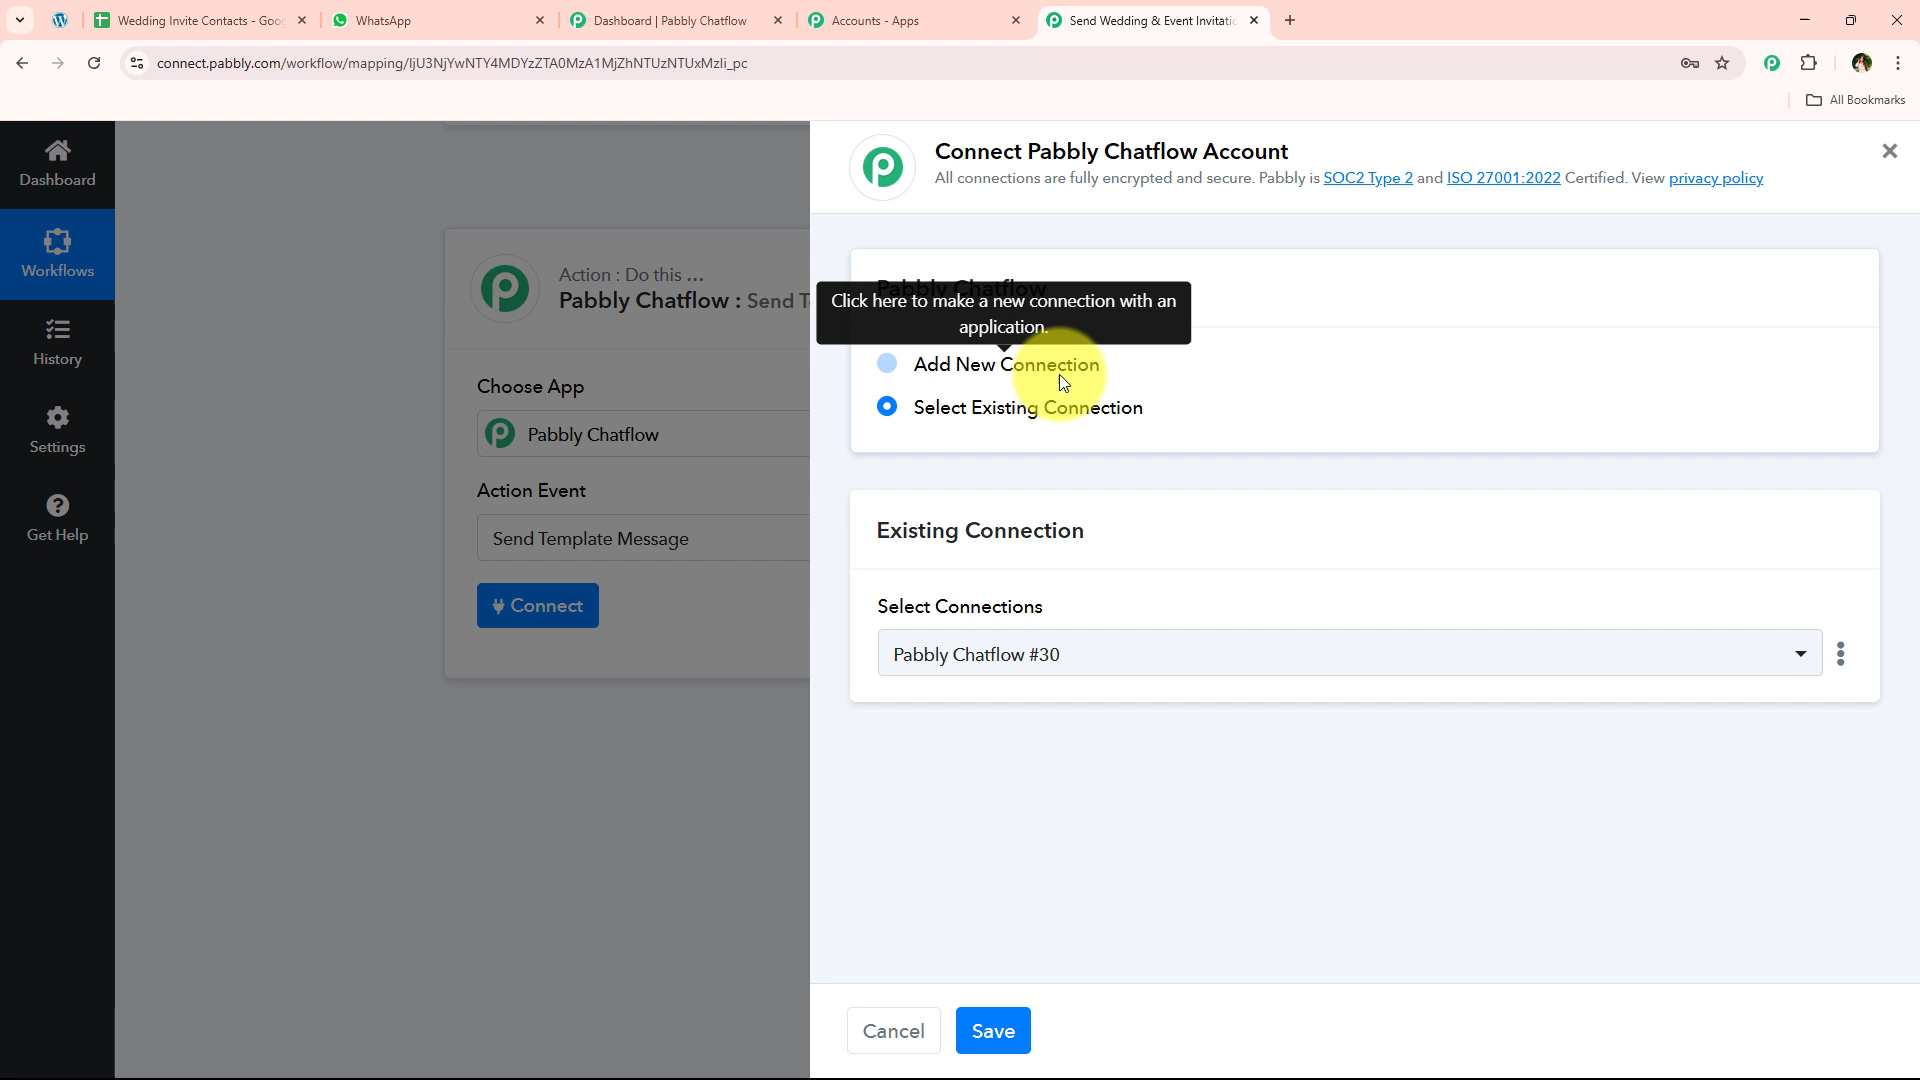 Wedding Invite Contacts - Goo
WhatsApp
Dashboard | Pabbly Chatflow
Accounts - Apps
Send Wedding & Event Invitatic
connect.pabbly.com/workflow/mapping/IjU3NjYwNTY4MDYzZTA0MzA1MjZhNTUzNTUxMzIi_pc
All Bookmarks
Dashboard
Workflows
History
Settings
Get Help
Action : Do this ...
Pabbly Chatflow : Send T
Choose App
Pabbly Chatflow
Action Event
Send Template Message
Connect
Connect Pabbly Chatflow Account
All connections are fully encrypted and secure. Pabbly is SOC2 Type 2 and ISO 27001:2022 Certified. View privacy policy
Pabbly Chatflow
Click here to make a new connection with an
application.
Add New Connection
Select Existing Connection
Existing Connection
Select Connections
Pabbly Chatflow #30
Cancel
Save